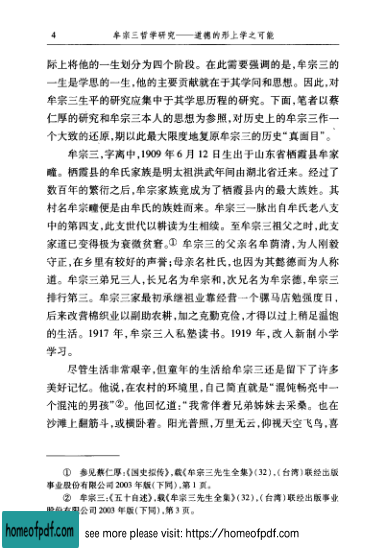 4 牟宗三哲学研究——道德的形上学之可能
际上将他的一生划分为四个阶段。在此需要强调的是,牟宗三的
一生是学思的一生,他的主要贡献就在于其学问和思想。因此,对
牟宗三生平的研究应集中于其学思历程的研究。下面,笔者以蔡
仁厚的研究和牟宗三本人的思想为参照,对历史上的牟宗三作一
个大致的还原,期以此最大限度地复原牟宗三的历史“真面目”。
牟宗三,字离中,1909年6月12日生出于山东省栖霞县牟家
疃。栖霞县的牟氏家族是明太祖洪武年间由湖北省迁来。经过了
数百年的繁衍之后,牟宗家族竟成为了栖霞县内的最大族姓。其
村名牟宗疃便是由牟氏的族姓而来。牟宗三一脉出自牟氏老八支
中的第四支,此支世代以耕读为生相续。至牟宗三祖父之时,此支
家道已变得极为衰微贫窘。① 牟宗三的父亲名牟荫清,为人刚毅
守正,在乡里有较好的声誉;母亲名杜氏,也因为其懿德而为人称
道。牟宗三弟兄三人,长兄名为牟宗和,次兄名为牟宗德,牟宗三
排行第三。牟宗三家最初承继祖业靠经营一个骡马店勉强度日,
后来改营棉织业以副助农耕,加之克勤克俭,才得以过上稍足温饱
的生活。1917年,牟宗三入私塾读书。1919年,改入新制小学
学习。
尽管生活非常艰辛,但童年的生活给牟宗三还是留下了许多
美好记忆。他说,在农村的环境里,自己简直就是“混沌畅亮中一
个混沌的男孩”②。他回忆道:“我常伴着兄弟姊妹去采桑。也在
沙滩上翻筋斗,或横卧着。阳光普照,万里无云,仰视天空飞鸟,喜
① 参见蔡仁厚:《国史拟传》,载《牟宗三先生全集》(32),(台湾)联经出版
事业股份有限公司2003年版(下同),第1页。
② 牟宗三:《五十自述》,载《牟宗三先生全集》(32),(台湾)联经出版事业
股份有限公司2003年版(下同),第3页。
homeofpdf.com see more please visit: https://homeofpdf.com